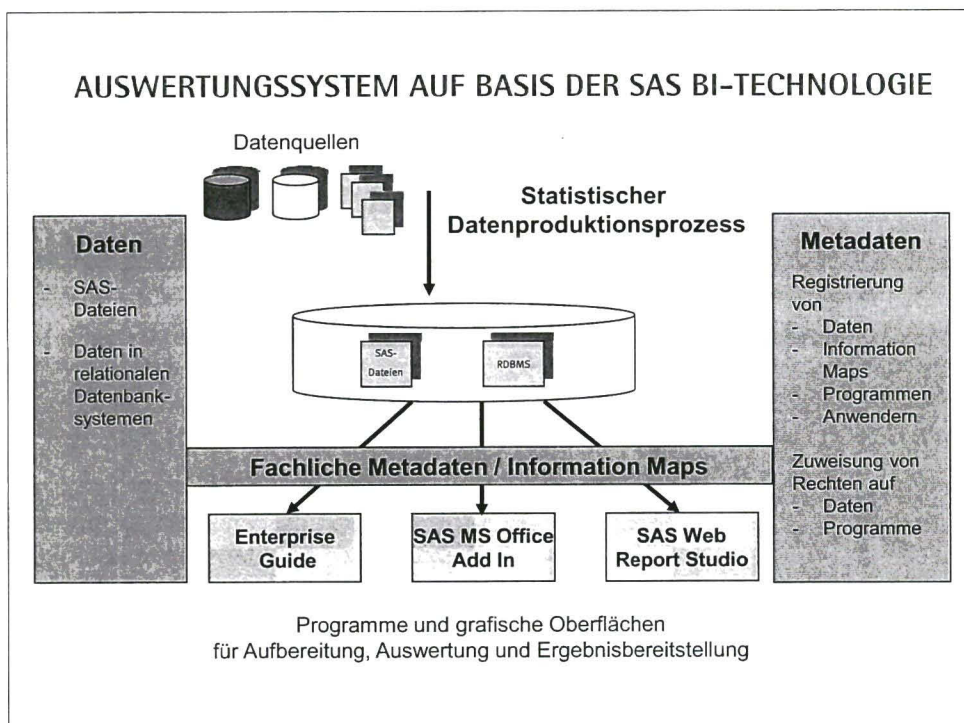 AUSWERTUNGSSYSTEM AUF BASIS DER SAS BI-TECHNOLOGIE
Datenquellen
Statistischer
Datenproduktionsprozess
Daten
- SAS-
Dateien
- Daten in
relationalen
Datenbank-
systemen
SAS-
Dateien
RDBMS
Metadaten
Registrierung
von
- Daten
- Information
Maps
- Programmen
- Anwendern
Zuweisung von
Rechten auf
- Daten
- Programme
Fachliche Metadaten / Information Maps
Enterprise
Guide
SAS MS Office
Add In
SAS Web
Report Studio
Programme und grafische Oberflächen
für Aufbereitung, Auswertung und Ergebnisbereitstellung